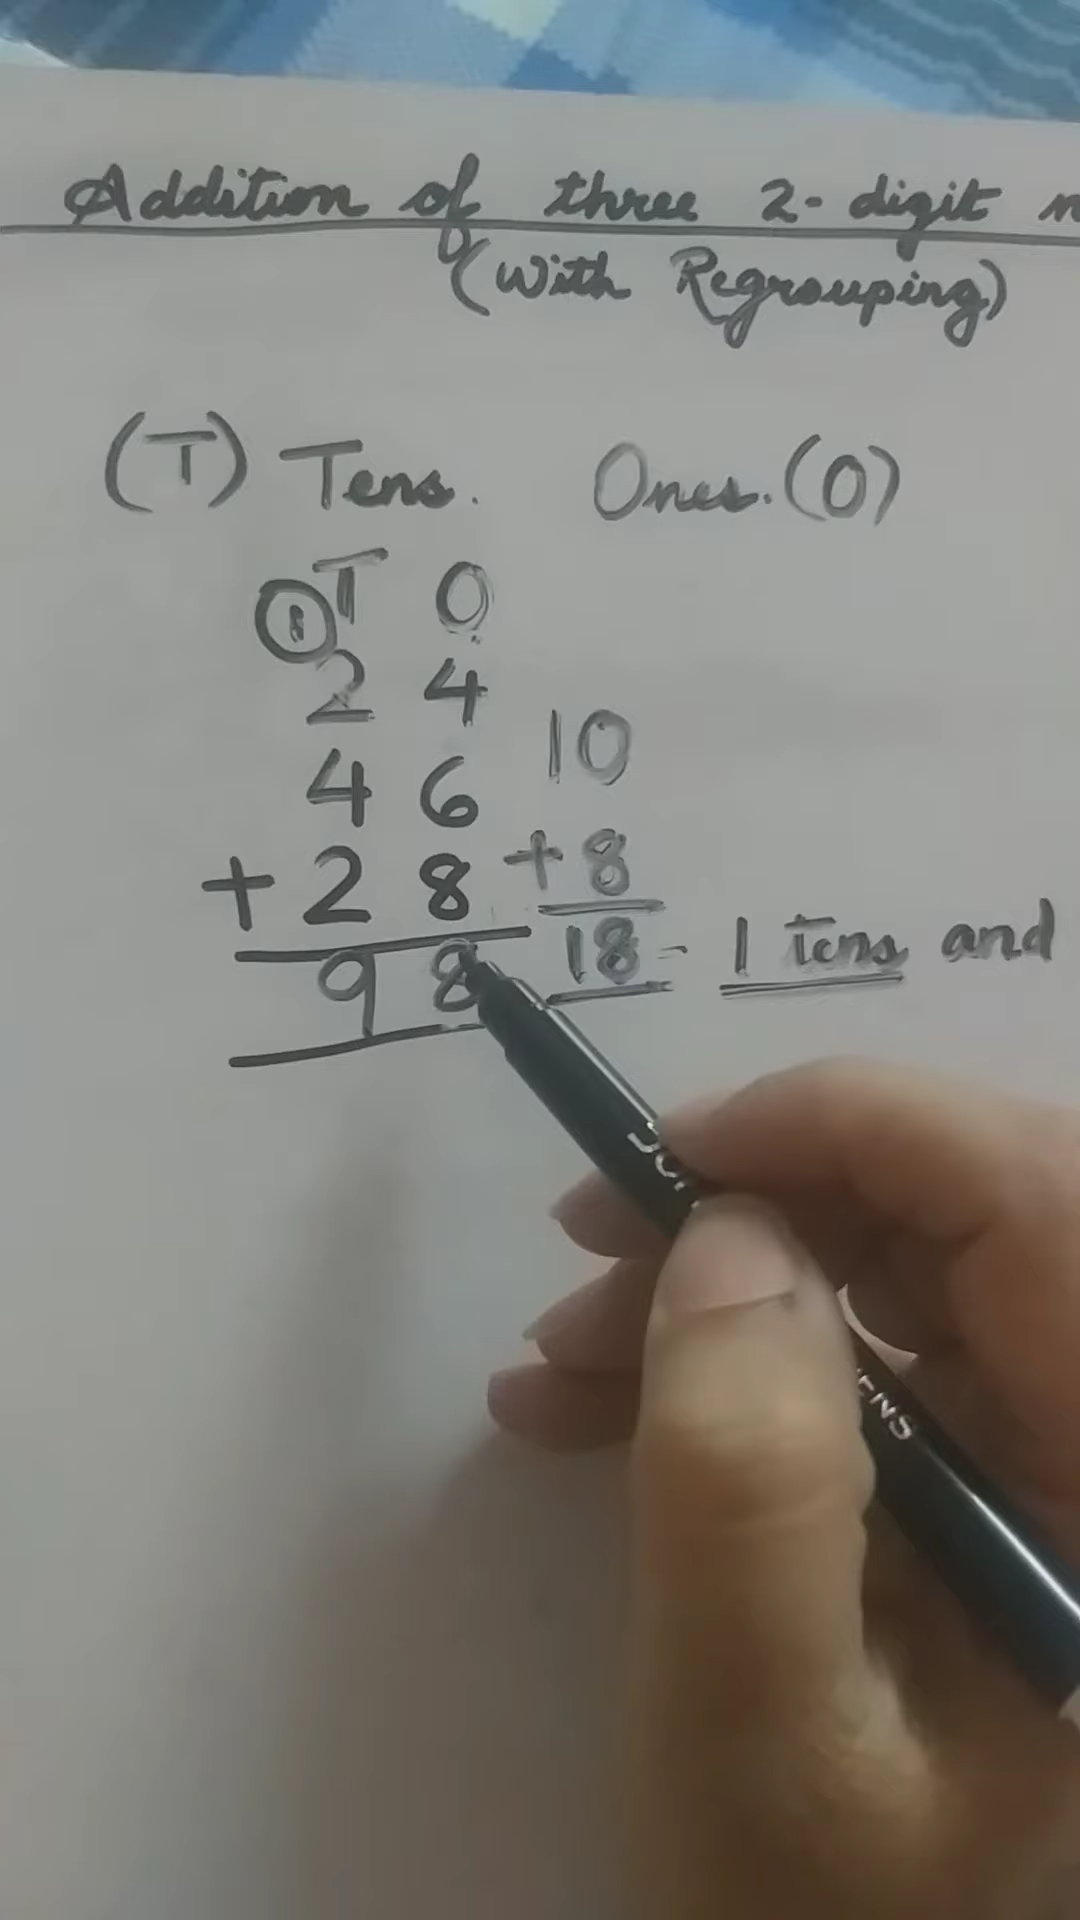 Addition of three 2-digit
(With Regrouping)
(T) Tens. Ones. (O)
1 T O
2 4
4 6 10
+ 2 8 + 8
9 8 18 - 1 Tens and